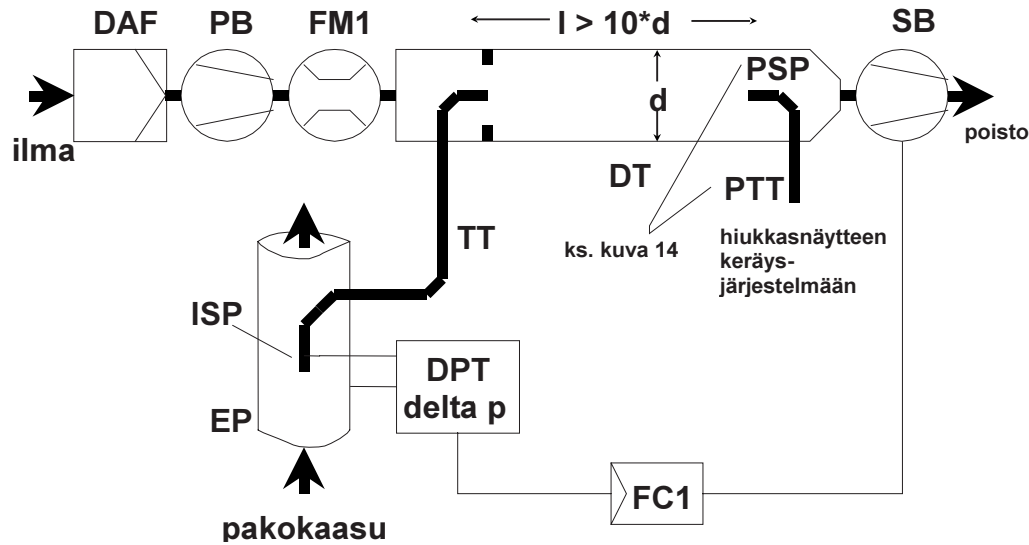 DAF
PB
FM1
l > 10*d
SB
PSP
d
ilma
poisto
DT
PTT
TT
ks. kuva 14
hiukkasnäytteen
keräys-
järjestelmään
ISP
DPT
delta p
EP
FC1
pakokaasu